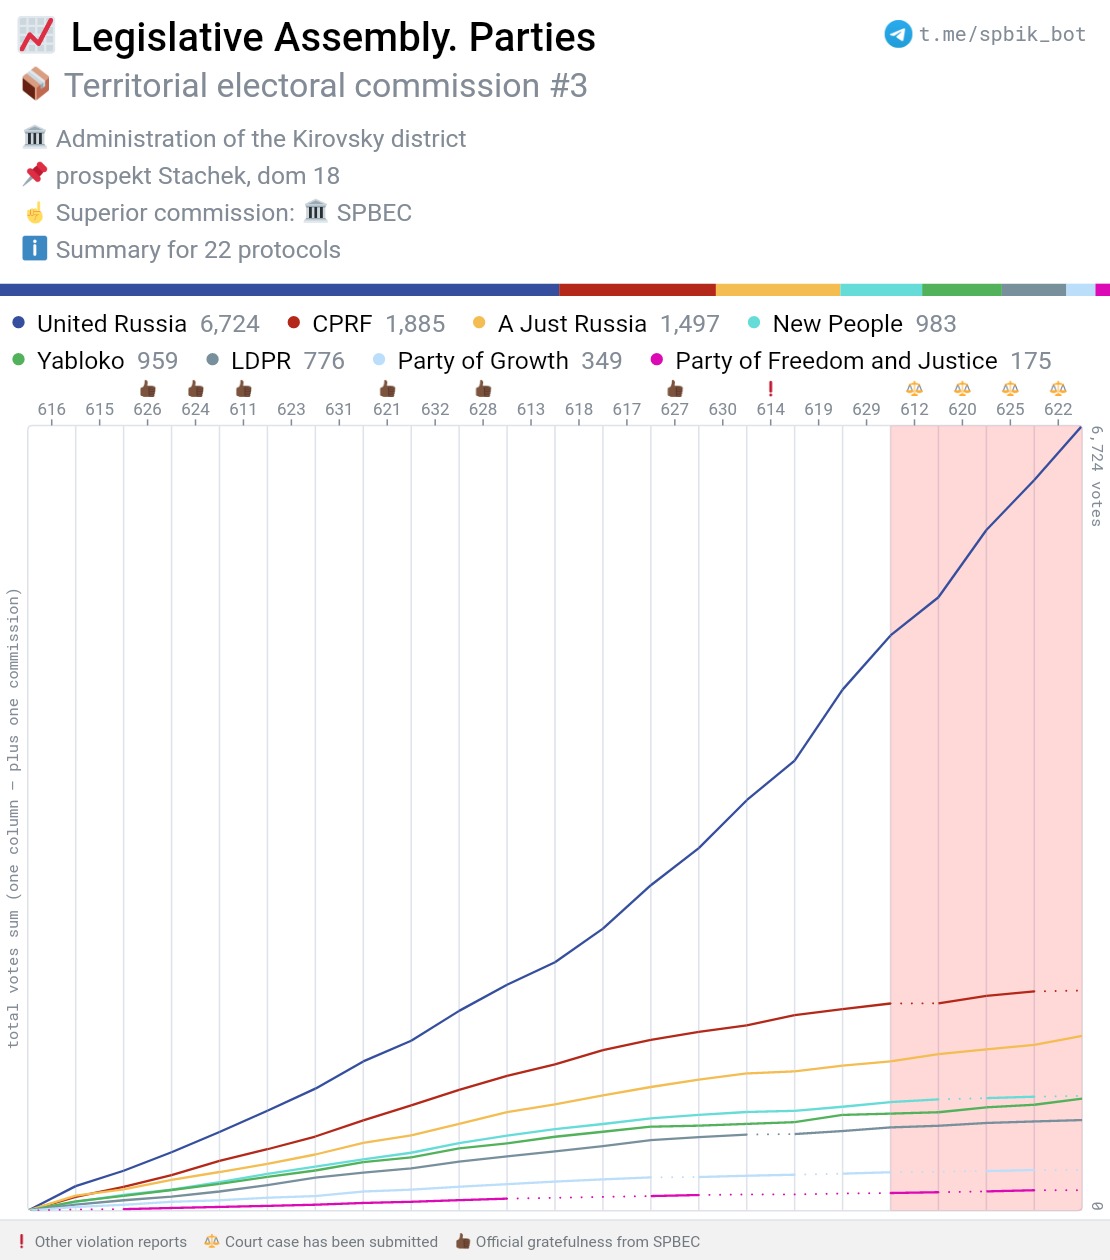 Legislative Assembly. Parties
t.me/spbik_bot
Territorial electoral commission #3
Administration of the Kirovsky district
prospekt Stachek, dom 18
Superior commission: SPBEC
Summary for 22 protocols
United Russia 6,724 CPRF 1,885 A Just Russia 1,497 New People 983
Yabloko 959 LDPR 776 Party of Growth 349 Party of Freedom and Justice 175
616 615 626 624 611 623 631 621 632 628 613 618 617 627 630 614 619 629 612 620 625 622
6,724 votes
total votes sum (one column — plus one commission)
0
Other violation reports Court case has been submitted Official gratefulness from SPBEC